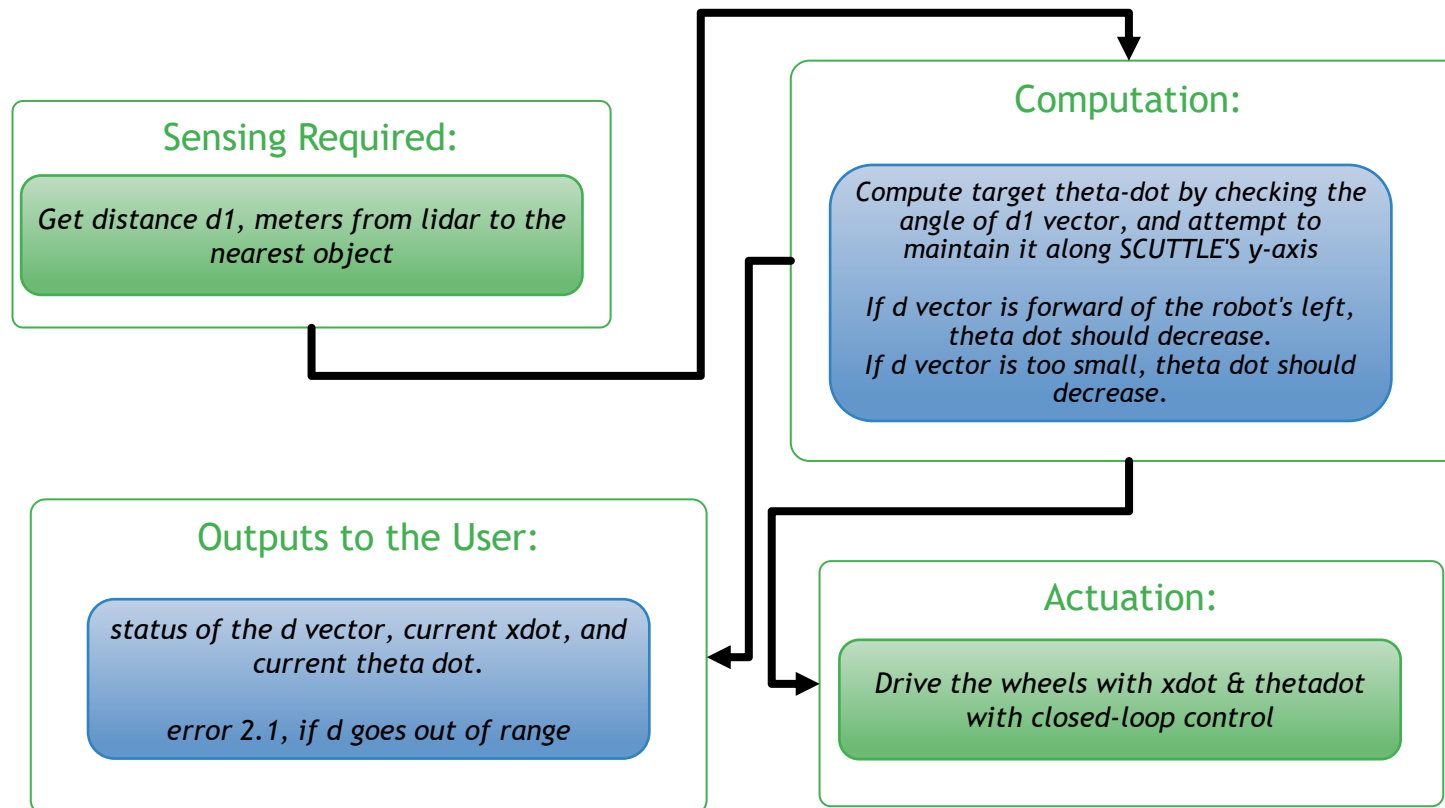 Sensing Required:
Get distance d1, meters from lidar to the
nearest object
Computation:
Compute target theta-dot by checking the
angle of d1 vector, and attempt to
maintain it along SCUTTLE'S y-axis
If d vector is forward of the robot's left,
theta dot should decrease.
If d vector is too small, theta dot should
decrease.
Outputs to the User:
status of the d vector, current xdot, and
current theta dot.
error 2.1, if d goes out of range
Actuation:
Drive the wheels with xdot & thetadot
with closed-loop control